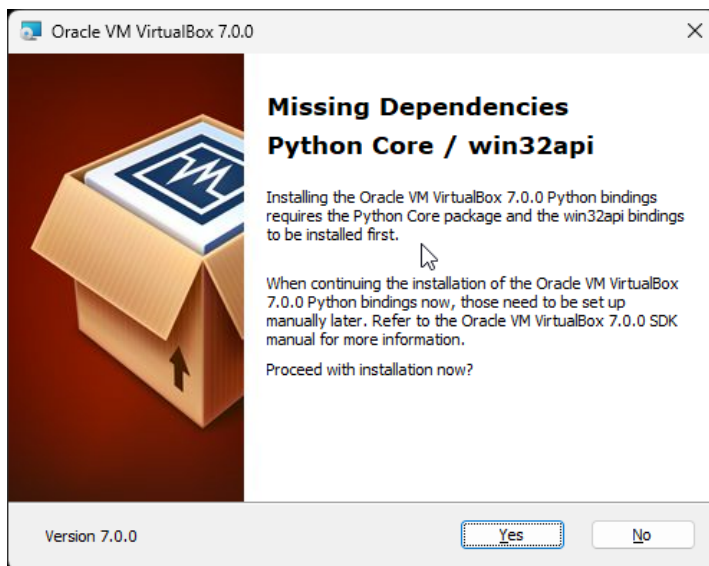 Oracle VM VirtualBox 7.0.0
Missing Dependencies
Python Core / win32api
Installing the Oracle VM VirtualBox 7.0.0 Python bindings
requires the Python Core package and the win32api bindings
to be installed first.
When continuing the installation of the Oracle VM VirtualBox
7.0.0 Python bindings now, those need to be set up
manually later. Refer to the Oracle VM VirtualBox 7.0.0 SDK
manual for more information.
Proceed with installation now?
Version 7.0.0
Yes
No